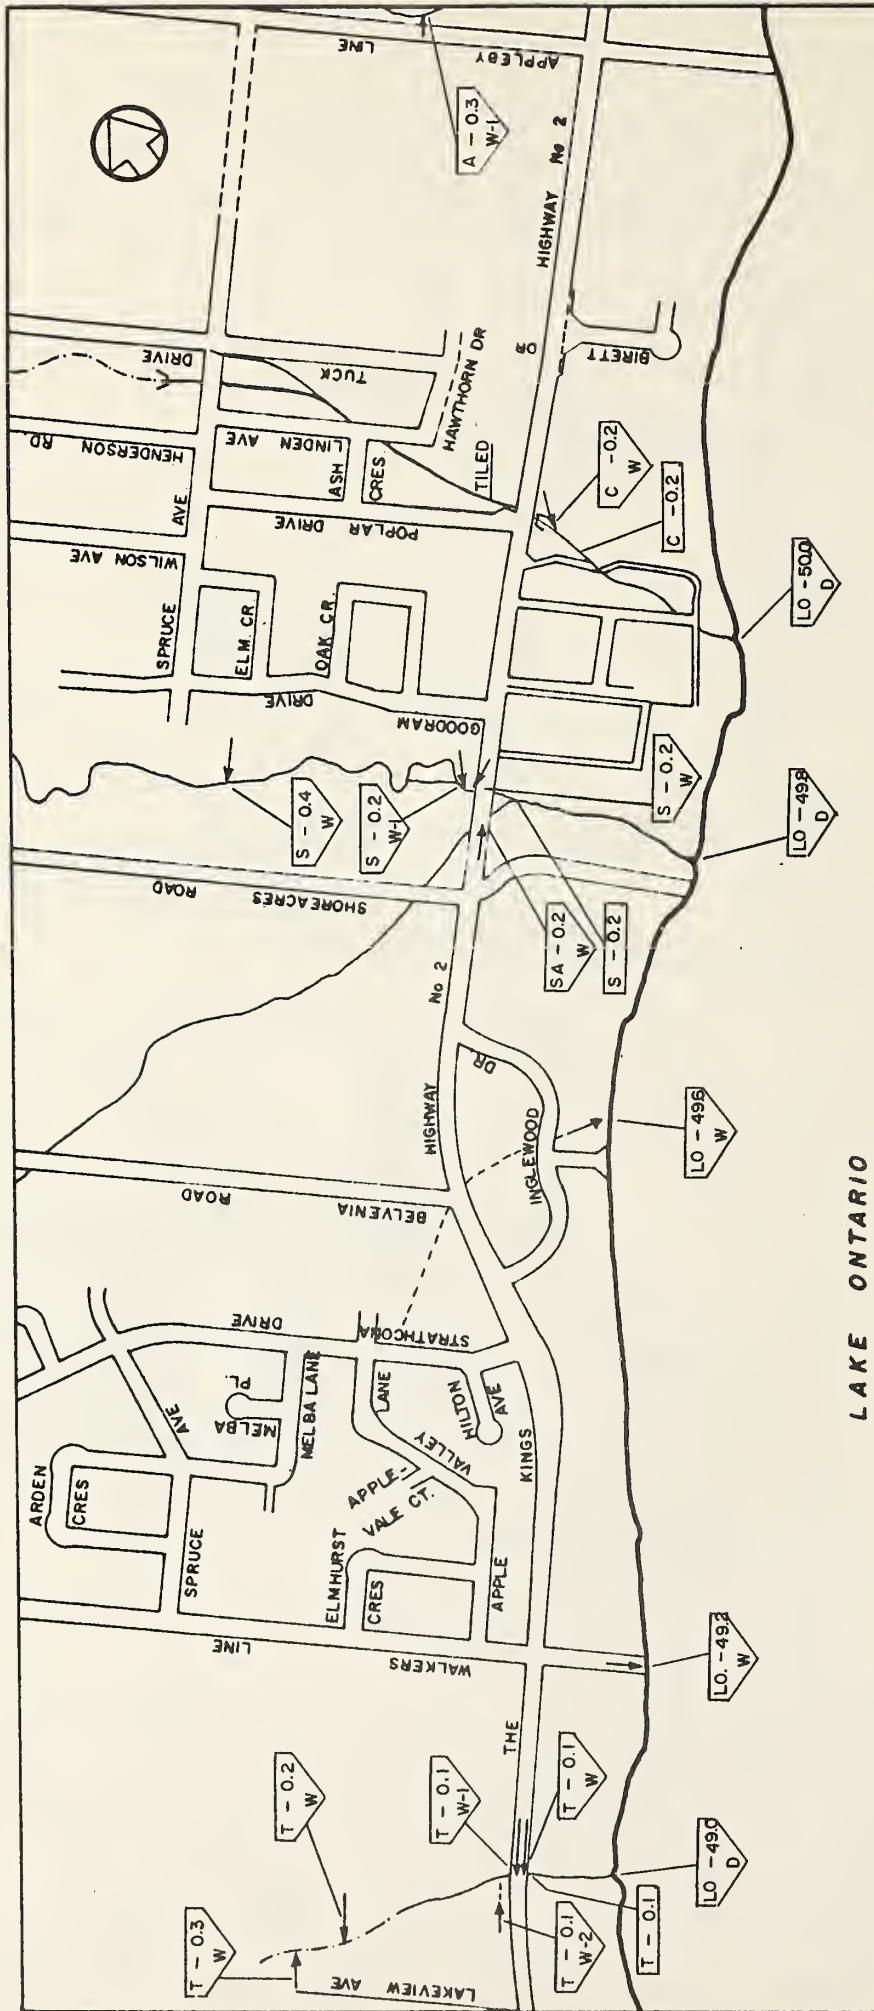 LINE
APPLEBY
A - 0.3
W-1
HIGHWAY No 2
DR
BIRETT
DRIVE
TUCK
HAWTHORN DR
HENDERSON RD.
LINDEN AVE
ASH
CRES
TILED
C - 0.2
W
C - 0.2
AVE
POPLAR DRIVE
WILSON AVE
SPRUCE
ELM. CR
OAK CR.
DRIVE
GOODRAM
LO - 50.0
D
S - 0.4
W
S - 0.2
W-1
S - 0.2
W
LO - 49.8
D
SHOREACRES
ROAD
SA - 0.2
W
S - 0.2
HIGHWAY No 2
INGLEWOOD DR.
LO - 49.6
W
BELVENIA
ROAD
STRATHCONA
DRIVE
MELBA LANE
MELBA
PL.
AVE
SPRUCE
ARDEN
CRES
HILTON
AVE
APPLE VALLEY LANE
APPLE-
VALE CT.
ELMHURST
CRES
THE KINGS
WALKERS
LINE
LO. - 49.2
W
T - 0.2
W
T - 0.3
W
T - 0.1
W-1
T - 0.1
W
T - 0.1
W-2
T - 0.1
LO - 49.0
D
LAKEVIEW AVE
LAKE ONTARIO